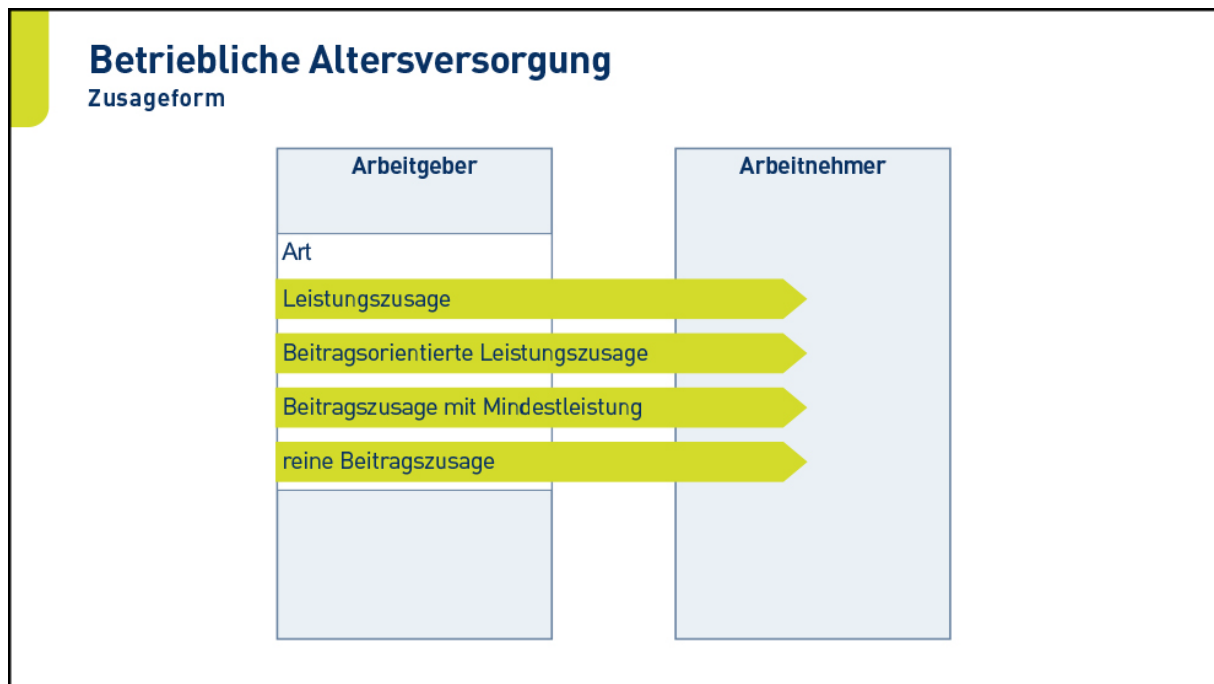 Betriebliche Altersversorgung
Zusageform
Arbeitgeber
Arbeitnehmer
Art
Leistungszusage
Beitragsorientierte Leistungszusage
Beitragszusage mit Mindestleistung
reine Beitragszusage